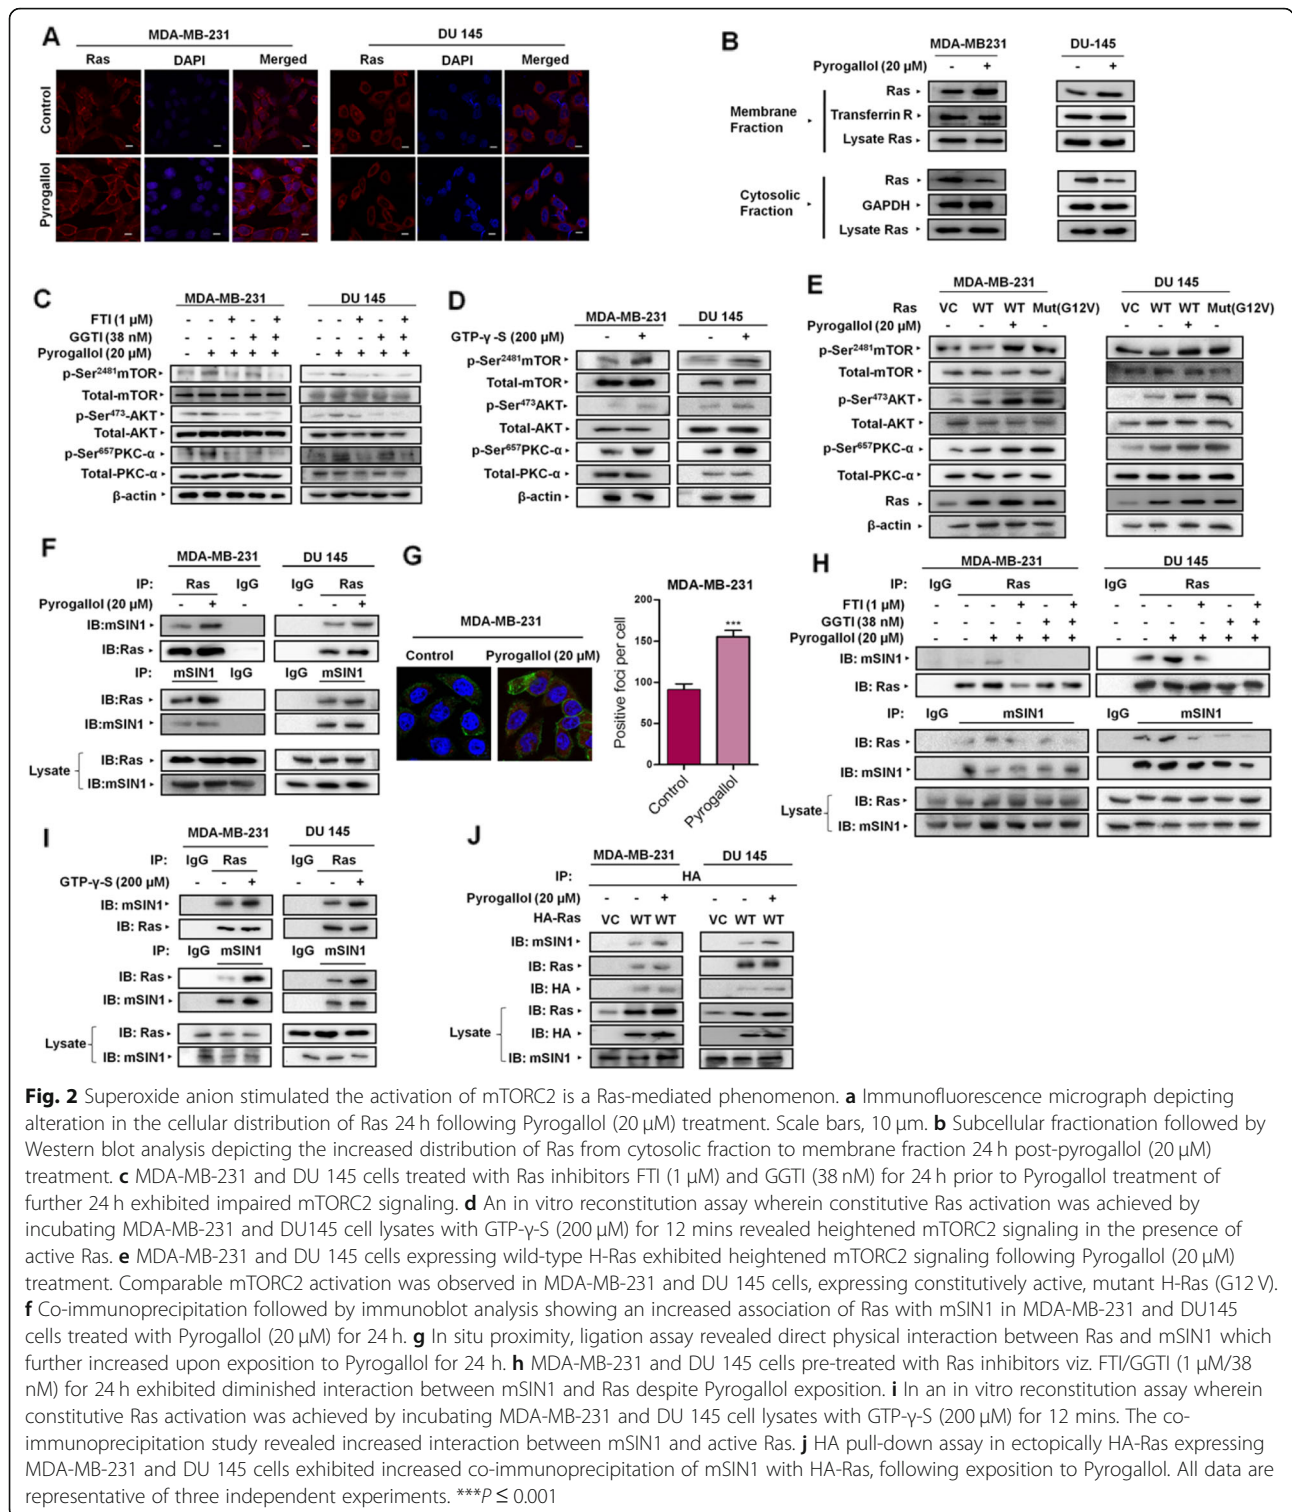 A
MDA-MB-231
DU 145
Ras DAPI Merged Ras DAPI Merged
Control
Pyrogallol
B
MDA-MB231 DU-145
Pyrogallol (20 µM) - + - +
Membrane Fraction
Ras
Transferrin R
Lysate Ras
Cytosolic Fraction
Ras
GAPDH
Lysate Ras
C
MDA-MB-231 DU 145
FTI (1 µM) - - + - + - - + - +
GGTI (38 nM) - - - + + - - - + +
Pyrogallol (20 µM) - + + + + - + + + +
p-Ser2481mTOR
Total-mTOR
p-Ser473-AKT
Total-AKT
p-Ser657PKC-α
Total-PKC-α
β-actin
D
MDA-MB-231 DU 145
GTP-γ-S (200 µM) - + - +
p-Ser2481mTOR
Total-mTOR
p-Ser473AKT
Total-AKT
p-Ser657PKC-α
Total-PKC-α
β-actin
E
MDA-MB-231 DU 145
Ras VC WT WT Mut(G12V) VC WT WT Mut(G12V)
Pyrogallol (20 µM) - - + - - - + -
p-Ser2481mTOR
Total-mTOR
p-Ser473AKT
Total-AKT
p-Ser657PKC-α
Total-PKC-α
Ras
β-actin
F
MDA-MB-231 DU 145
IP: Ras IgG IgG Ras
Pyrogallol (20 µM) - + - - - +
IB:mSIN1
IB:Ras
IP: mSIN1 IgG IgG mSIN1
IB:Ras
IB:mSIN1
Lysate
IB:Ras
IB:mSIN1
G
MDA-MB-231
Control Pyrogallol (20 µM)
MDA-MB-231
Positive foci per cell
200
150
100
50
0
***
Control
Pyrogallol
H
MDA-MB-231 DU 145
IP: IgG Ras IgG Ras
FTI (1 µM) - - - + - + - - - + - +
GGTI (38 nM) - - - - + + - - - - + +
Pyrogallol (20 µM) - - + + + + - - + + + +
IB: mSIN1
IB: Ras
IP: IgG mSIN1 IgG mSIN1
IB: Ras
IB: mSIN1
Lysate
IB: Ras
IB: mSIN1
I
MDA-MB-231 DU 145
IP: IgG Ras IgG Ras
GTP-γ-S (200 µM) - - + - - +
IB: mSIN1
IB: Ras
IP: IgG mSIN1 IgG mSIN1
IB: Ras
IB: mSIN1
Lysate
IB: Ras
IB: mSIN1
J
MDA-MB-231 DU 145
IP: HA
Pyrogallol (20 µM) - - + - - +
HA-Ras VC WT WT VC WT WT
IB: mSIN1
IB: Ras
IB: HA
Lysate
IB: Ras
IB: HA
IB: mSIN1
Fig. 2 Superoxide anion stimulated the activation of mTORC2 is a Ras-mediated phenomenon. a Immunofluorescence micrograph depicting
alteration in the cellular distribution of Ras 24 h following Pyrogallol (20 µM) treatment. Scale bars, 10 µm. b Subcellular fractionation followed by
Western blot analysis depicting the increased distribution of Ras from cytosolic fraction to membrane fraction 24 h post-pyrogallol (20 µM)
treatment. c MDA-MB-231 and DU 145 cells treated with Ras inhibitors FTI (1 µM) and GGTI (38 nM) for 24 h prior to Pyrogallol treatment of
further 24 h exhibited impaired mTORC2 signaling. d An in vitro reconstitution assay wherein constitutive Ras activation was achieved by
incubating MDA-MB-231 and DU145 cell lysates with GTP-γ-S (200 µM) for 12 mins revealed heightened mTORC2 signaling in the presence of
active Ras. e MDA-MB-231 and DU 145 cells expressing wild-type H-Ras exhibited heightened mTORC2 signaling following Pyrogallol (20 µM)
treatment. Comparable mTORC2 activation was observed in MDA-MB-231 and DU 145 cells, expressing constitutively active, mutant H-Ras (G12 V).
f Co-immunoprecipitation followed by immunoblot analysis showing an increased association of Ras with mSIN1 in MDA-MB-231 and DU145
cells treated with Pyrogallol (20 µM) for 24 h. g In situ proximity, ligation assay revealed direct physical interaction between Ras and mSIN1 which
further increased upon exposition to Pyrogallol for 24 h. h MDA-MB-231 and DU 145 cells pre-treated with Ras inhibitors viz. FTI/GGTI (1 µM/38
nM) for 24 h exhibited diminished interaction between mSIN1 and Ras despite Pyrogallol exposition. i In an in vitro reconstitution assay wherein
constitutive Ras activation was achieved by incubating MDA-MB-231 and DU 145 cell lysates with GTP-γ-S (200 µM) for 12 mins. The co-
immunoprecipitation study revealed increased interaction between mSIN1 and active Ras. j HA pull-down assay in ectopically HA-Ras expressing
MDA-MB-231 and DU 145 cells exhibited increased co-immunoprecipitation of mSIN1 with HA-Ras, following exposition to Pyrogallol. All data are
representative of three independent experiments. ***P ≤ 0.001